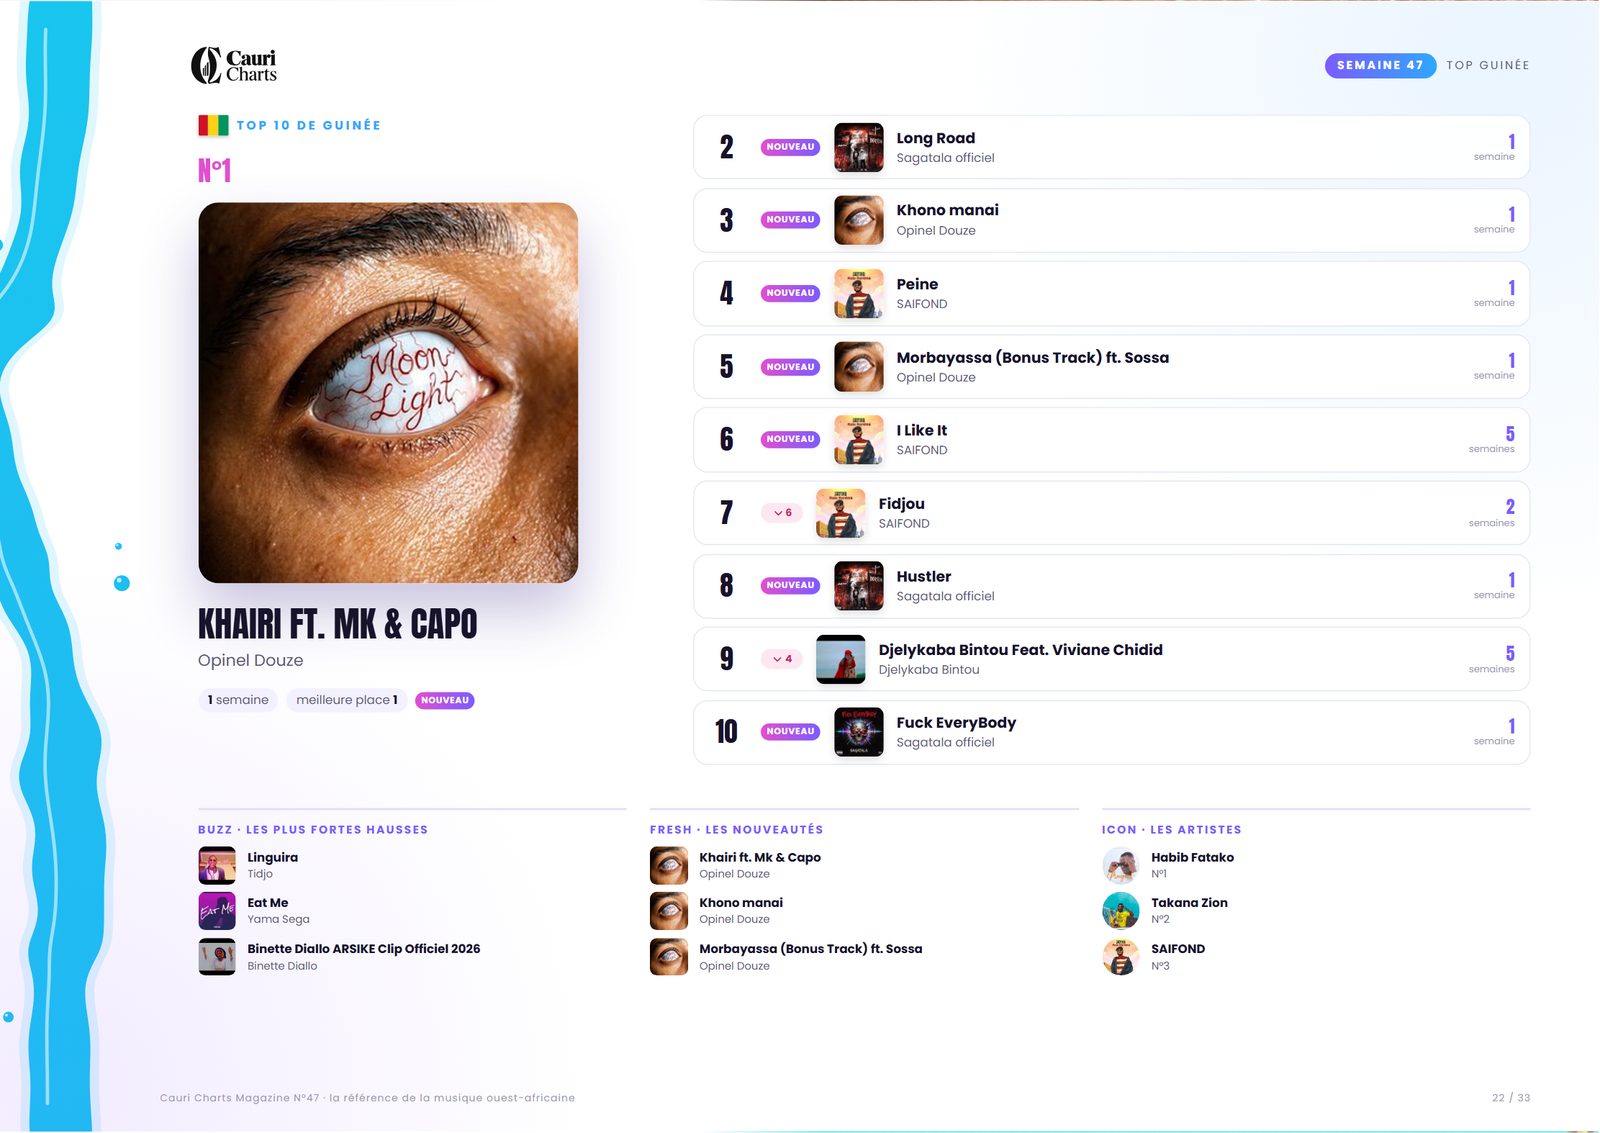 Cauri
Charts
SEMAINE 47
TOP GUINÉE
TOP 10 DE GUINÉE
N°1
Moon
Light
KHAIRI FT. MK & CAPO
Opinel Douze
1 semaine
meilleure place 1
NOUVEAU
2
NOUVEAU
Long Road
Sagatala officiel
1
semaine
3
NOUVEAU
Khono manai
Opinel Douze
1
semaine
4
NOUVEAU
Peine
SAIFOND
1
semaine
5
NOUVEAU
Morbayassa (Bonus Track) ft. Sossa
Opinel Douze
1
semaine
6
NOUVEAU
I Like It
SAIFOND
5
semaines
7
6
Fidjou
SAIFOND
2
semaines
8
NOUVEAU
Hustler
Sagatala officiel
1
semaine
9
4
Djelykaba Bintou Feat. Viviane Chidid
Djelykaba Bintou
5
semaines
10
NOUVEAU
Fuck EveryBody
Sagatala officiel
1
semaine
BUZZ · LES PLUS FORTES HAUSSES
Linguira
Tidjo
Eat Me
Yama Sega
Binette Diallo ARSIKE Clip Officiel 2026
Binette Diallo
FRESH · LES NOUVEAUTÉS
Khairi ft. Mk & Capo
Opinel Douze
Khono manai
Opinel Douze
Morbayassa (Bonus Track) ft. Sossa
Opinel Douze
ICON · LES ARTISTES
Habib Fatako
N°1
Takana Zion
N°2
SAIFOND
N°3
Cauri Charts Magazine N°47 · la référence de la musique ouest-africaine
22 / 33